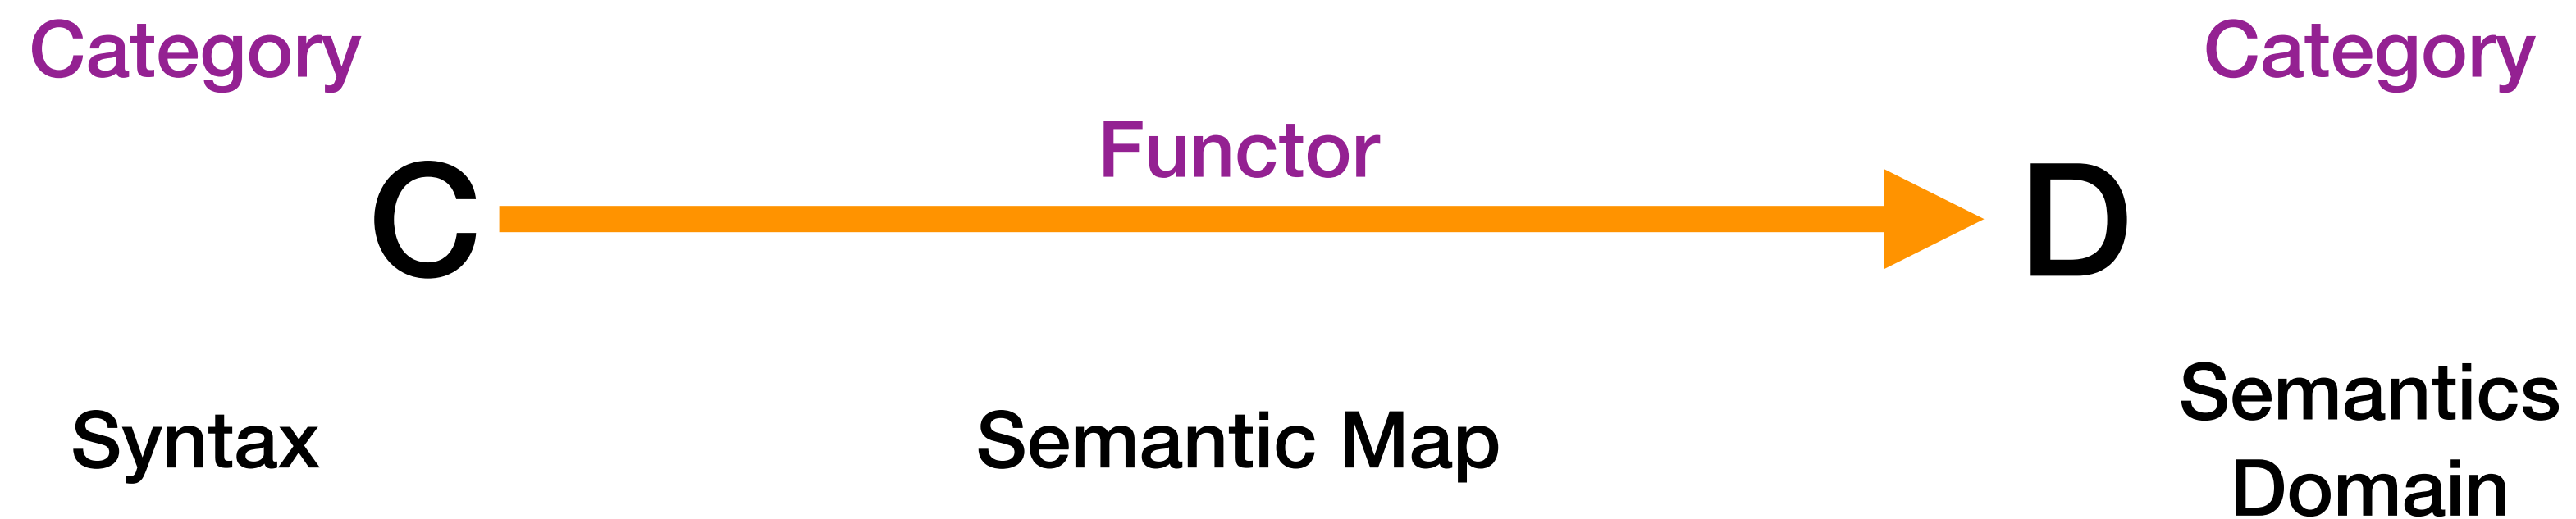 Category
Category
Functor
C
D
Syntax
Semantic Map
Semantics
Domain